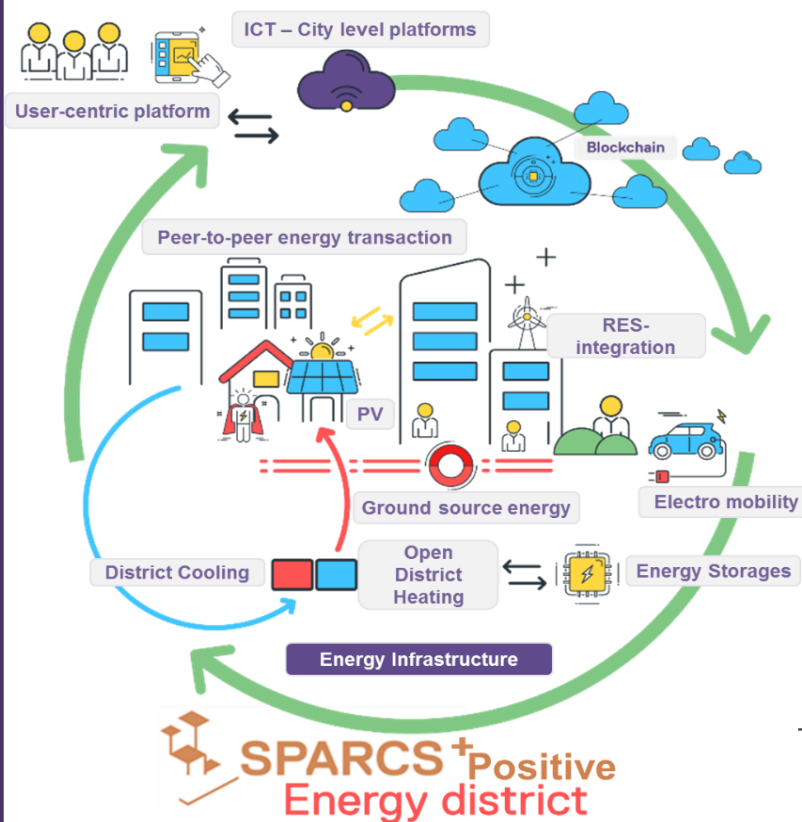 ICT – City level platforms
User-centric platform
Blockchain
Peer-to-peer energy transaction
RES-
integration
PV
Ground source energy
Electro mobility
District Cooling
Open
District
Heating
Energy Storages
Energy Infrastructure
SPARCS + Positive
Energy district